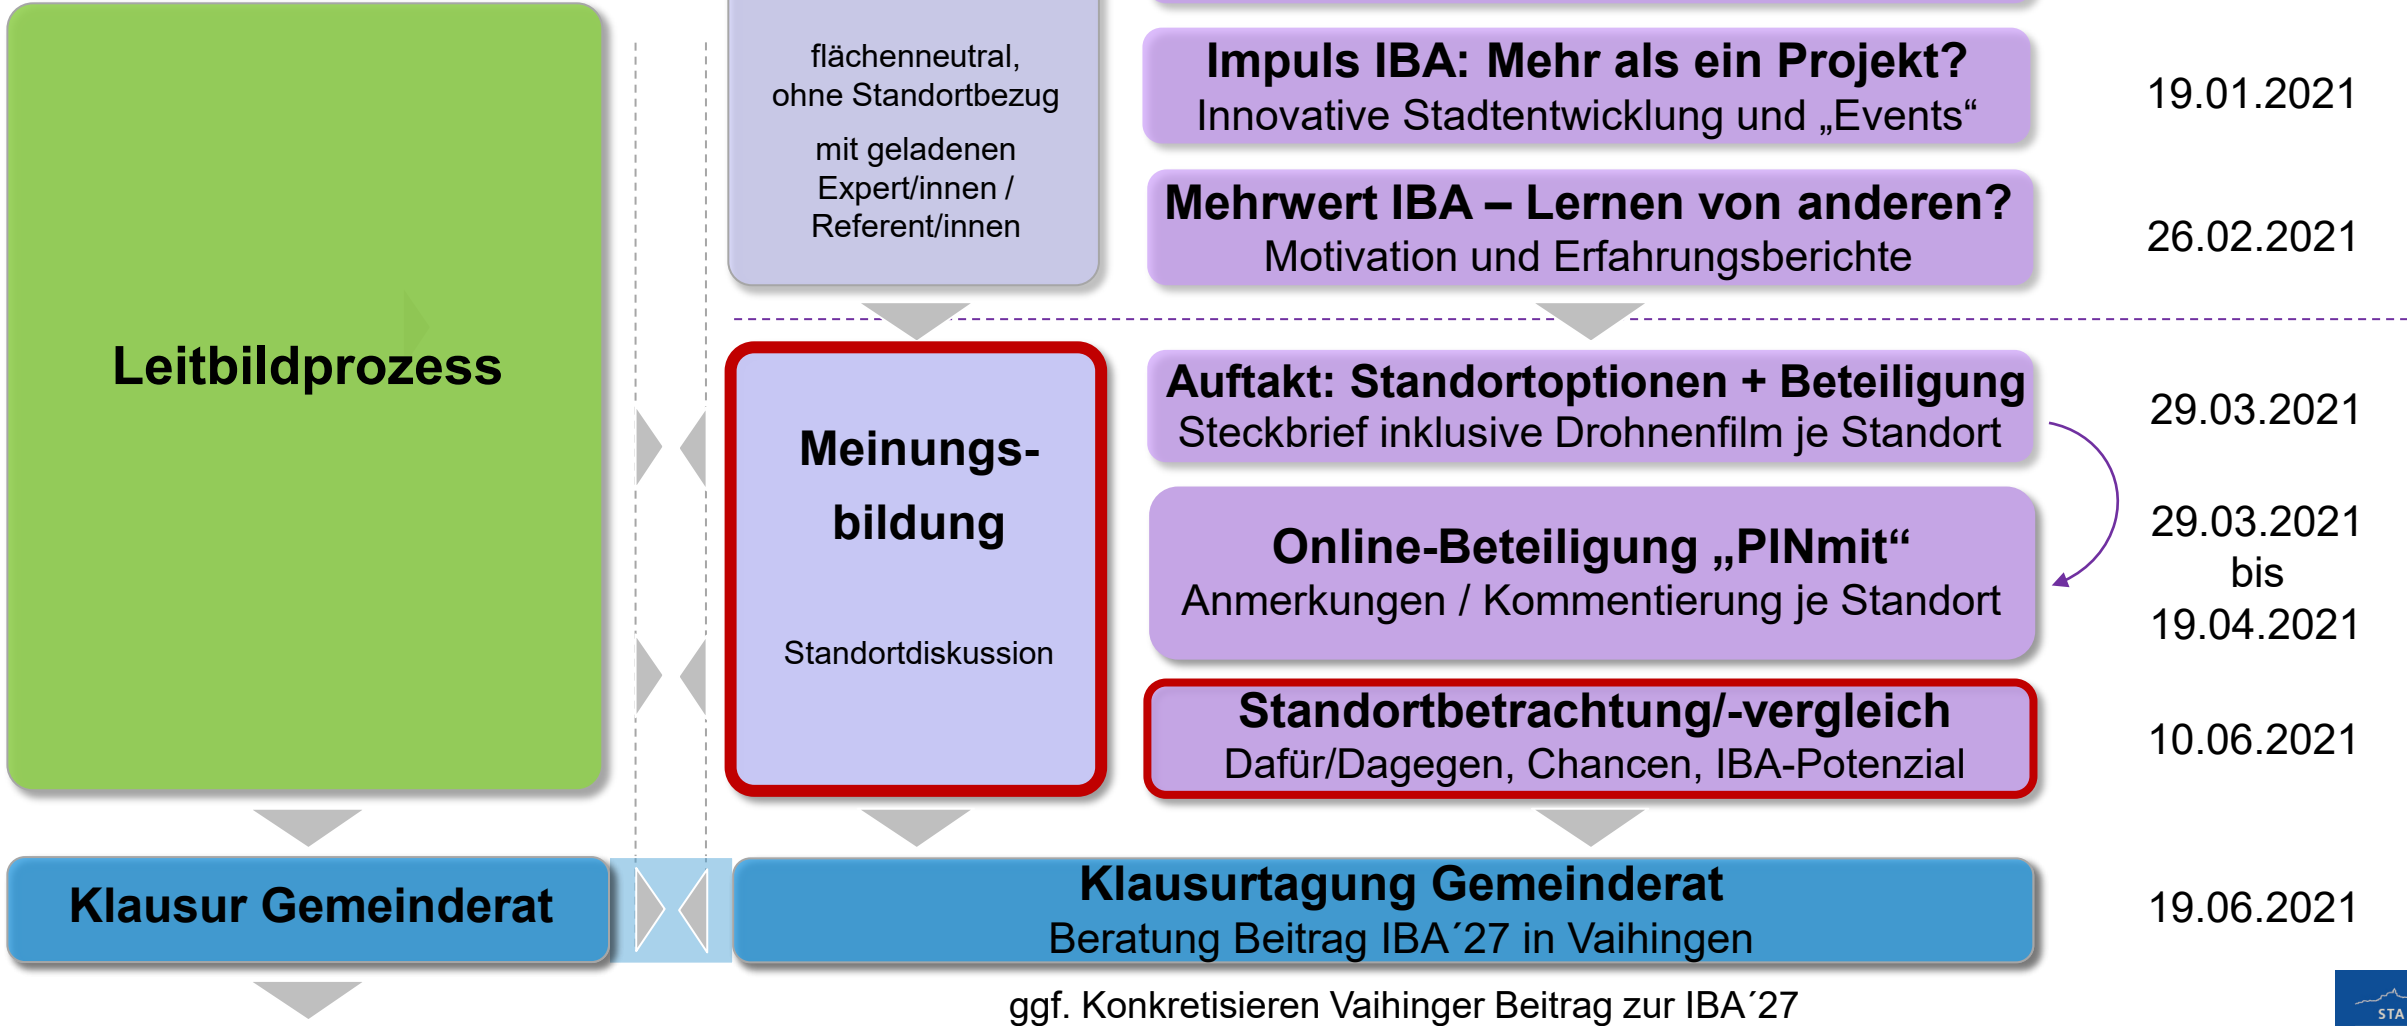 flächenneutral,
ohne Standortbezug
mit geladenen
Expert/innen /
Referent/innen
Impuls IBA: Mehr als ein Projekt?
Innovative Stadtentwicklung und „Events“
19.01.2021
Mehrwert IBA – Lernen von anderen?
Motivation und Erfahrungsberichte
26.02.2021
Leitbildprozess
Meinungs-
bildung
Standortdiskussion
Auftakt: Standortoptionen + Beteiligung
Steckbrief inklusive Drohnenfilm je Standort
29.03.2021
Online-Beteiligung „PINmit“
Anmerkungen / Kommentierung je Standort
29.03.2021
bis
19.04.2021
Standortbetrachtung/-vergleich
Dafür/Dagegen, Chancen, IBA-Potenzial
10.06.2021
Klausur Gemeinderat
Klausurtagung Gemeinderat
Beratung Beitrag IBA´27 in Vaihingen
19.06.2021
ggf. Konkretisieren Vaihinger Beitrag zur IBA´27
STA